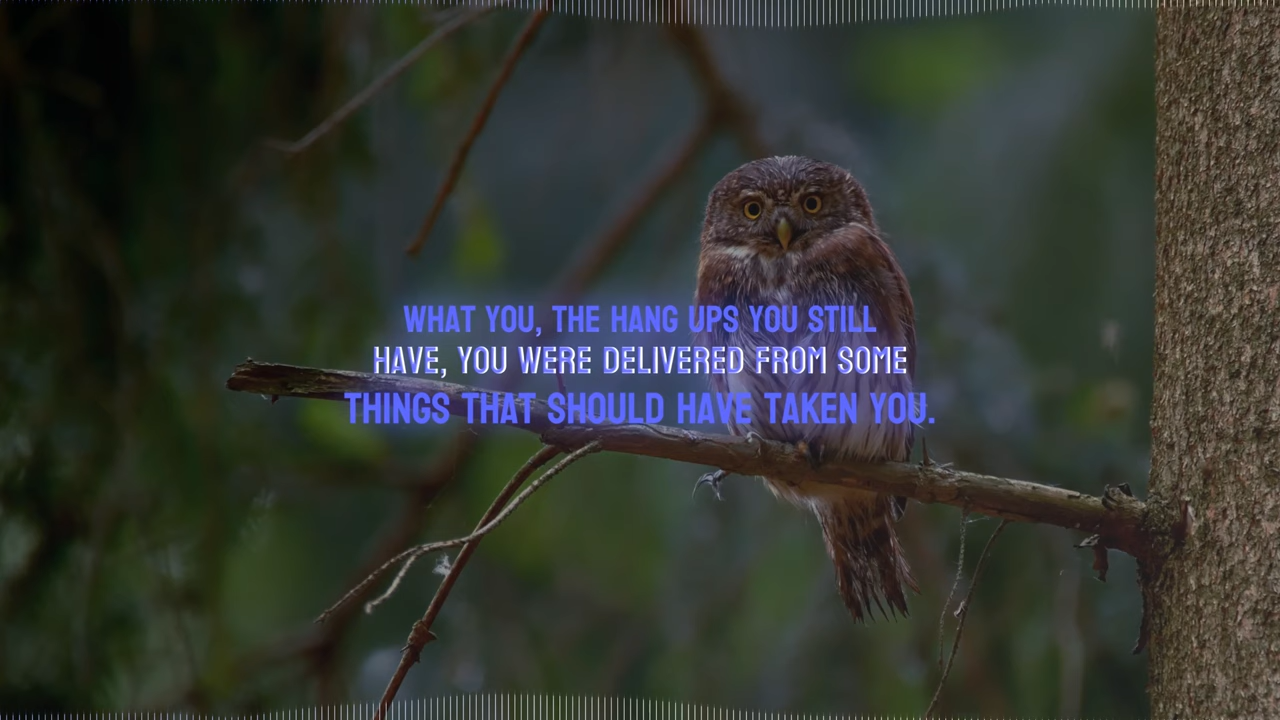 WHAT YOU, THE HANG UPS YOU STILL
HAVE, YOU WERE DELIVERED FROM SOME
THINGS THAT SHOULD HAVE TAKEN YOU.